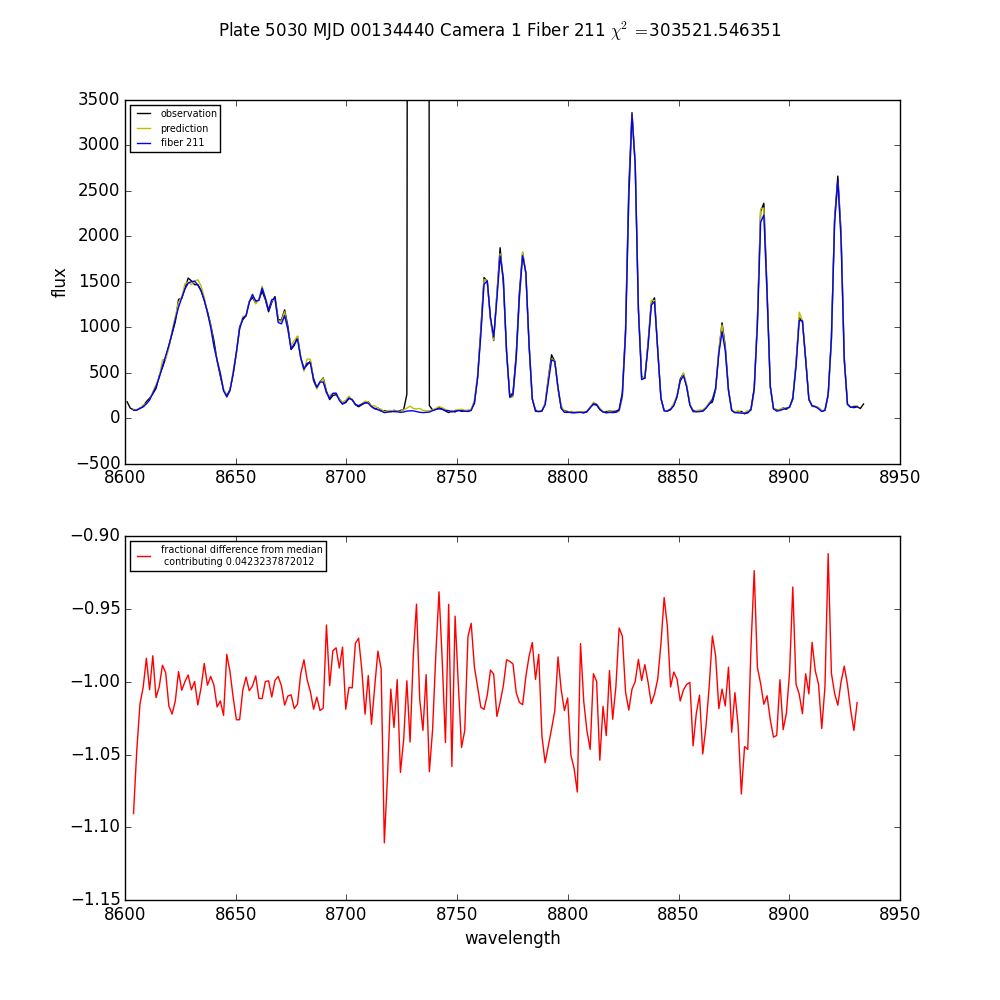 Plate 5030 MJD 00134440 Camera 1 Fiber 211 χ² =303521.546351
3500
3000
2500
2000
1500
1000
500
0
−500
flux
observation
prediction
fiber 211
8600 8650 8700 8750 8800 8850 8900 8950
−0.90
−0.95
−1.00
−1.05
−1.10
−1.15
fractional difference from median
contributing 0.0423237872012
8600 8650 8700 8750 8800 8850 8900 8950
wavelength